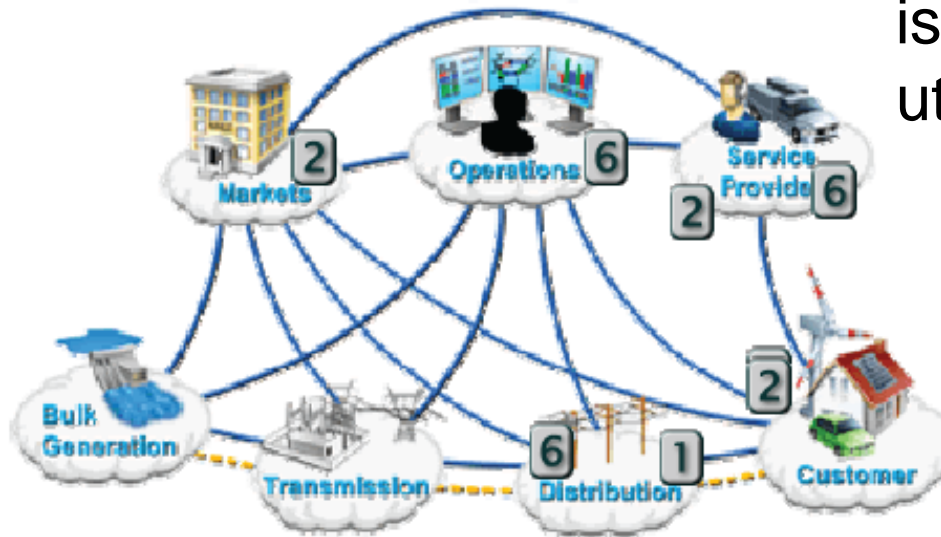 is
ut
2
Markets
Operations
6
Service
Provide
6
2
2
Bulk
Generation
Transmission
6
1
Distribution
Customer